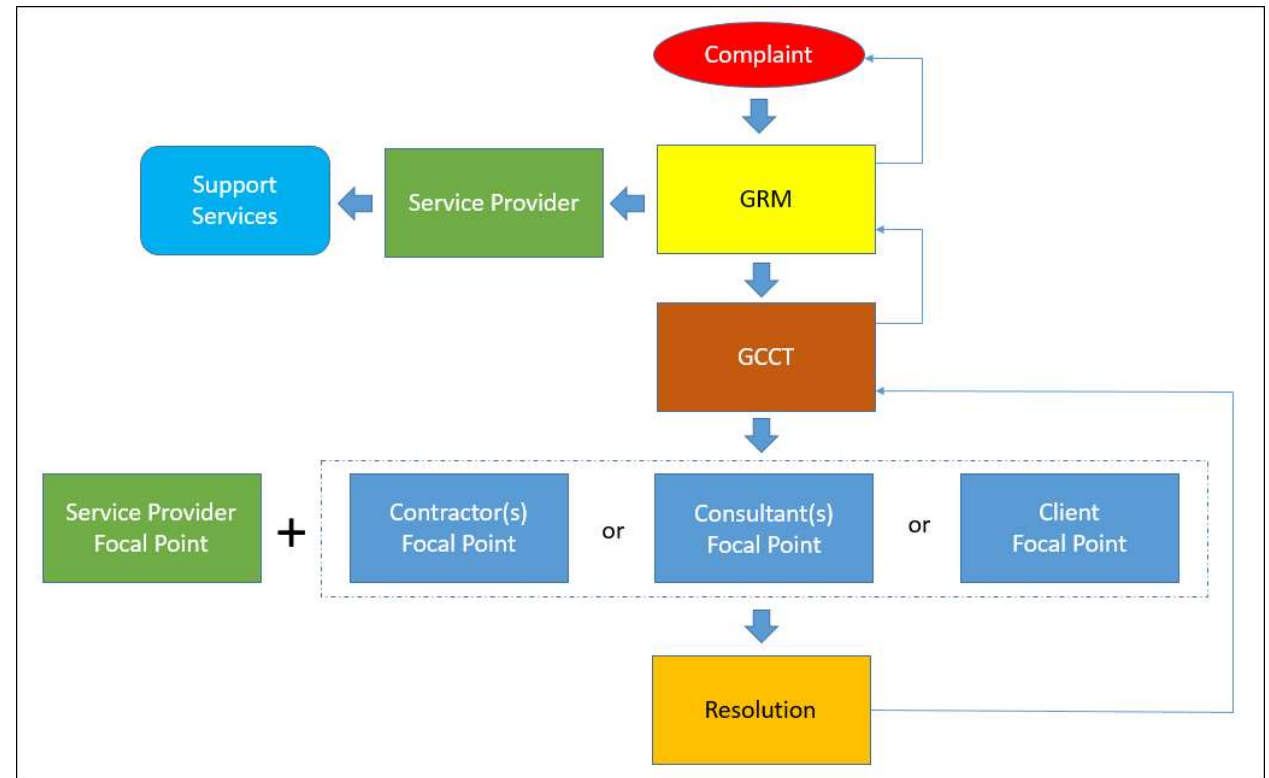 Complaint
Support
Services
Service Provider
GRM
GCCT
Service Provider
Focal Point
+
Contractor(s)
Focal Point
or
Consultant(s)
Focal Point
or
Client
Focal Point
Resolution